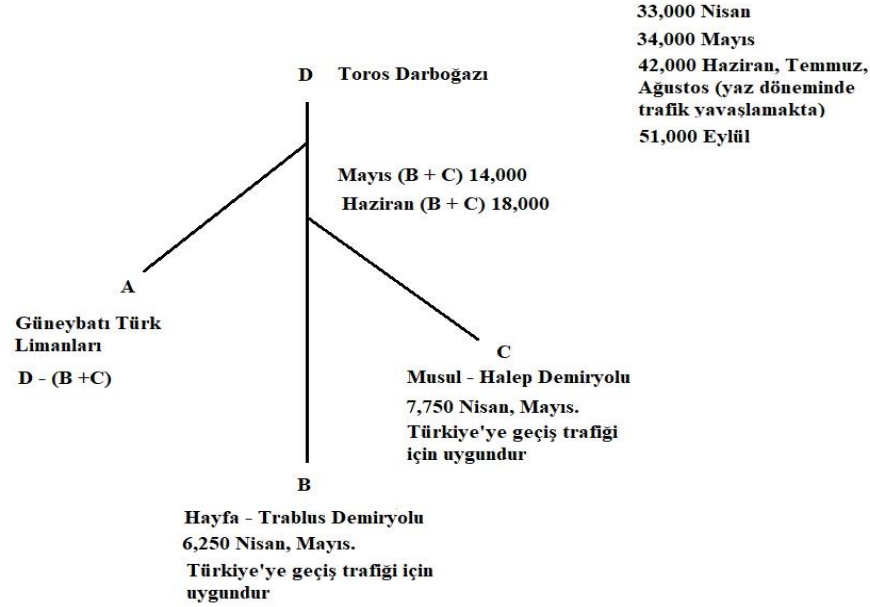 33,000 Nisan
34,000 Mayıs
42,000 Haziran, Temmuz,
Ağustos (yaz döneminde
trafik yavaşlamakta)
51,000 Eylül
D Toros Darboğazı
Mayıs (B + C) 14,000
Haziran (B + C) 18,000
A
Güneybatı Türk
Limanları
D - (B +C)
C
Musul - Halep Demiryolu
7,750 Nisan, Mayıs.
Türkiye'ye geçiş trafiği
için uygundur
B
Hayfa - Trablus Demiryolu
6,250 Nisan, Mayıs.
Türkiye'ye geçiş trafiği için
uygundur